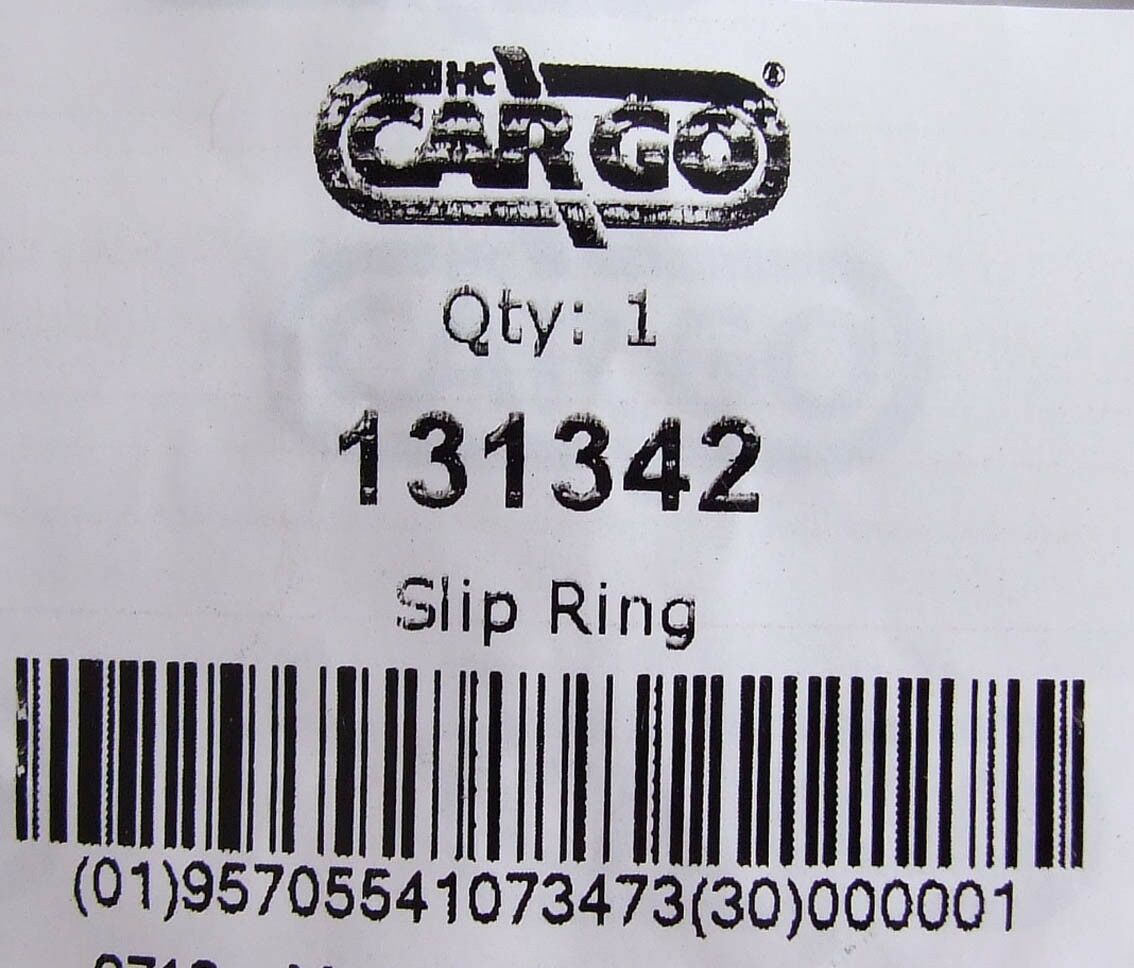 HC
CARGO®
Qty: 1
131342
Slip Ring
(01)95705541073473(30)000001